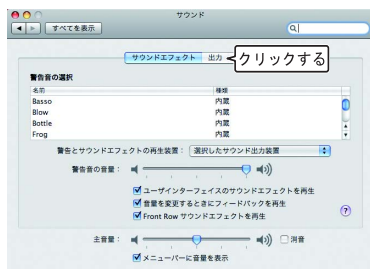 サウンド
すべてを表示
サウンドエフェクト 出力 クリックする
警告音の選択
名前 種類
Basso 内蔵
Blow 内蔵
Bottle 内蔵
Frog 内蔵
警告とサウンドエフェクトの再生装置： 選択したサウンド出力装置
警告音の音量：
ユーザインターフェイスのサウンドエフェクトを再生
音量を変更するときにフィードバックを再生
Front Row サウンドエフェクトを再生
?
主音量： 消音
メニューバーに音量を表示